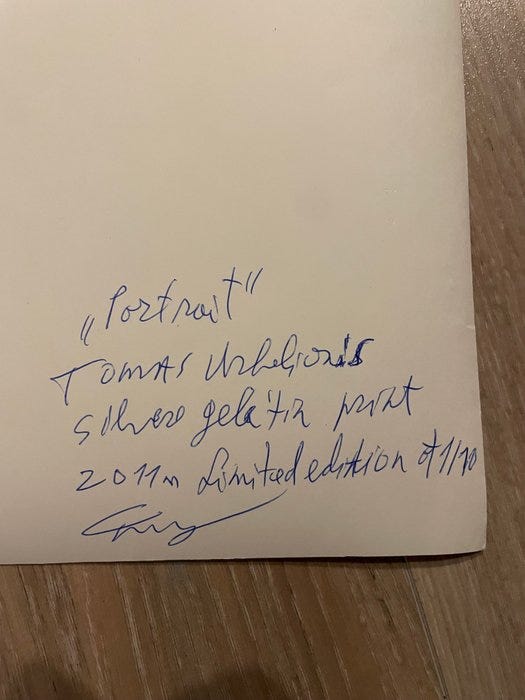 „Portrait"
TOMAS Urbelionis
silver gelatin print
2011m Limited edition of 1/10